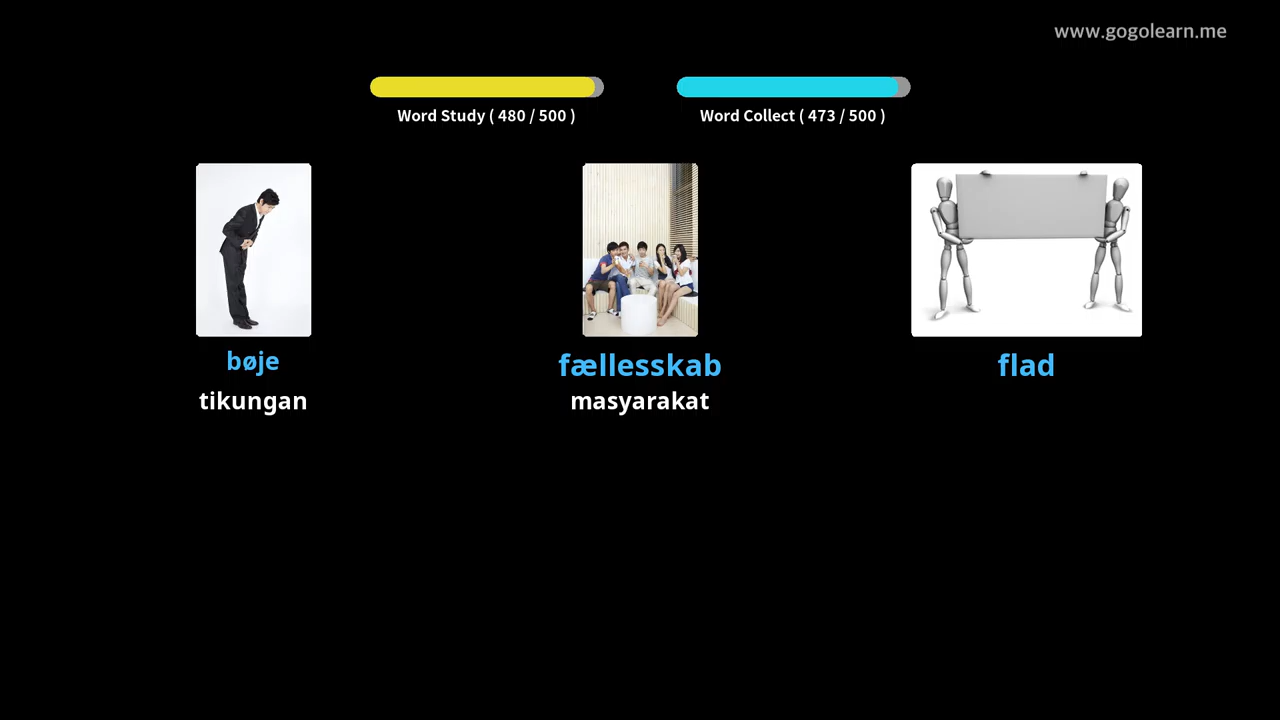 www.gogolearn.me
Word Study ( 480 / 500 )
Word Collect ( 473 / 500 )
bøje
tikungan
fællesskab
masyarakat
flad